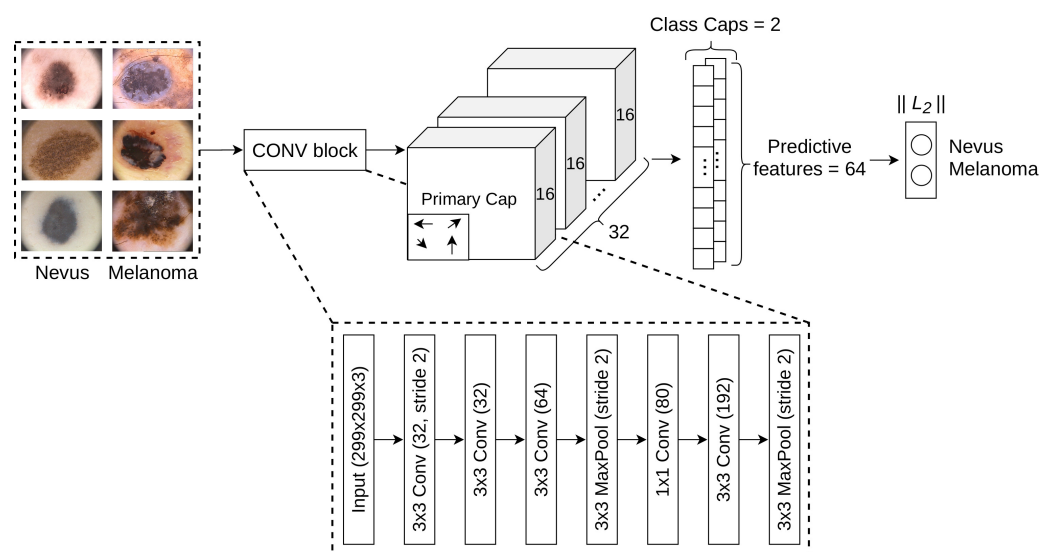 Class Caps = 2
|| L₂ ||
16
CONV block
16
Predictive
features = 64
Nevus
Melanoma
Primary Cap
16
...
...
...
32
Nevus
Melanoma
Input (299x299x3)
3x3 Conv (32, stride 2)
3x3 Conv (32)
3x3 Conv (64)
3x3 MaxPool (stride 2)
1x1 Conv (80)
3x3 Conv (192)
3x3 MaxPool (stride 2)